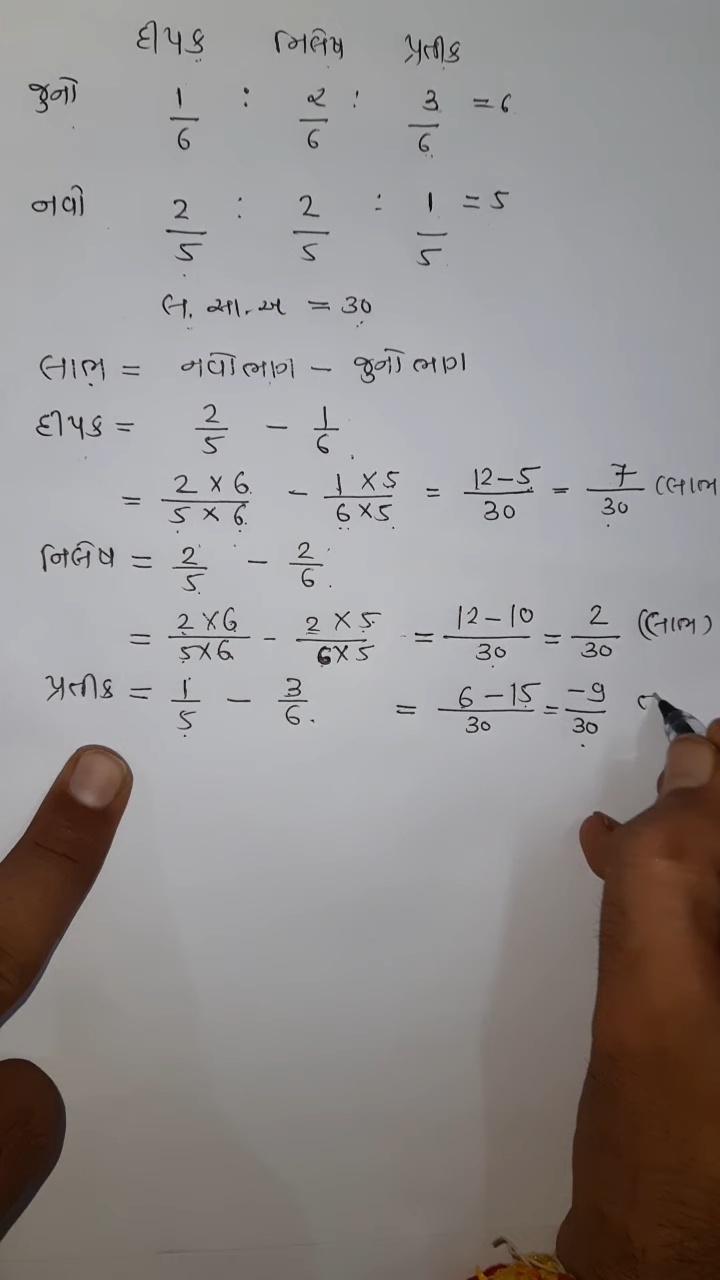 દીપક નિલેષ પ્રતીક
જુનો 1/6 : 2/6 : 3/6 = 6
નવો 2/5 : 2/5 : 1/5 = 5
લ. સા. અ = 30
લાભ = નવોભાગ - જુનોભાગ
દીપક = 2/5 - 1/6
= 2 × 6/5 × 6 - 1 × 5/6 × 5 = 12-5/30 = 7/30 (લાભ
નિલેષ = 2/5 - 2/6
= 2 × 6/5 × 6 - 2 × 5/6 × 5 = 12-10/30 = 2/30 (લાભ)
પ્રતીક = 1/5 - 3/6 = 6-15/30 = -9/30